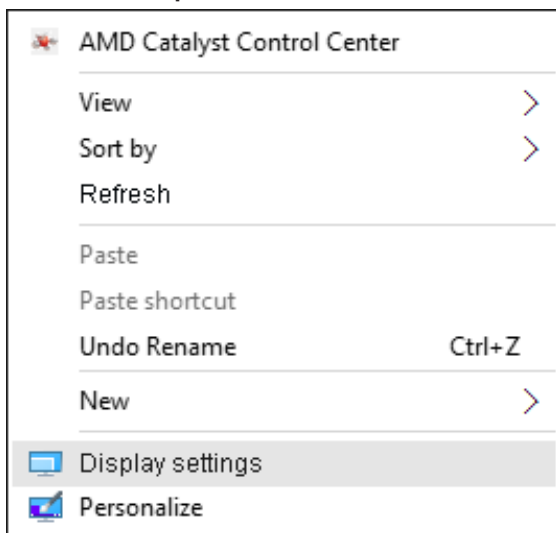 AMD Catalyst Control Center
View
Sort by
Refresh
Paste
Paste shortcut
Undo Rename Ctrl+Z
New
Display settings
Personalize